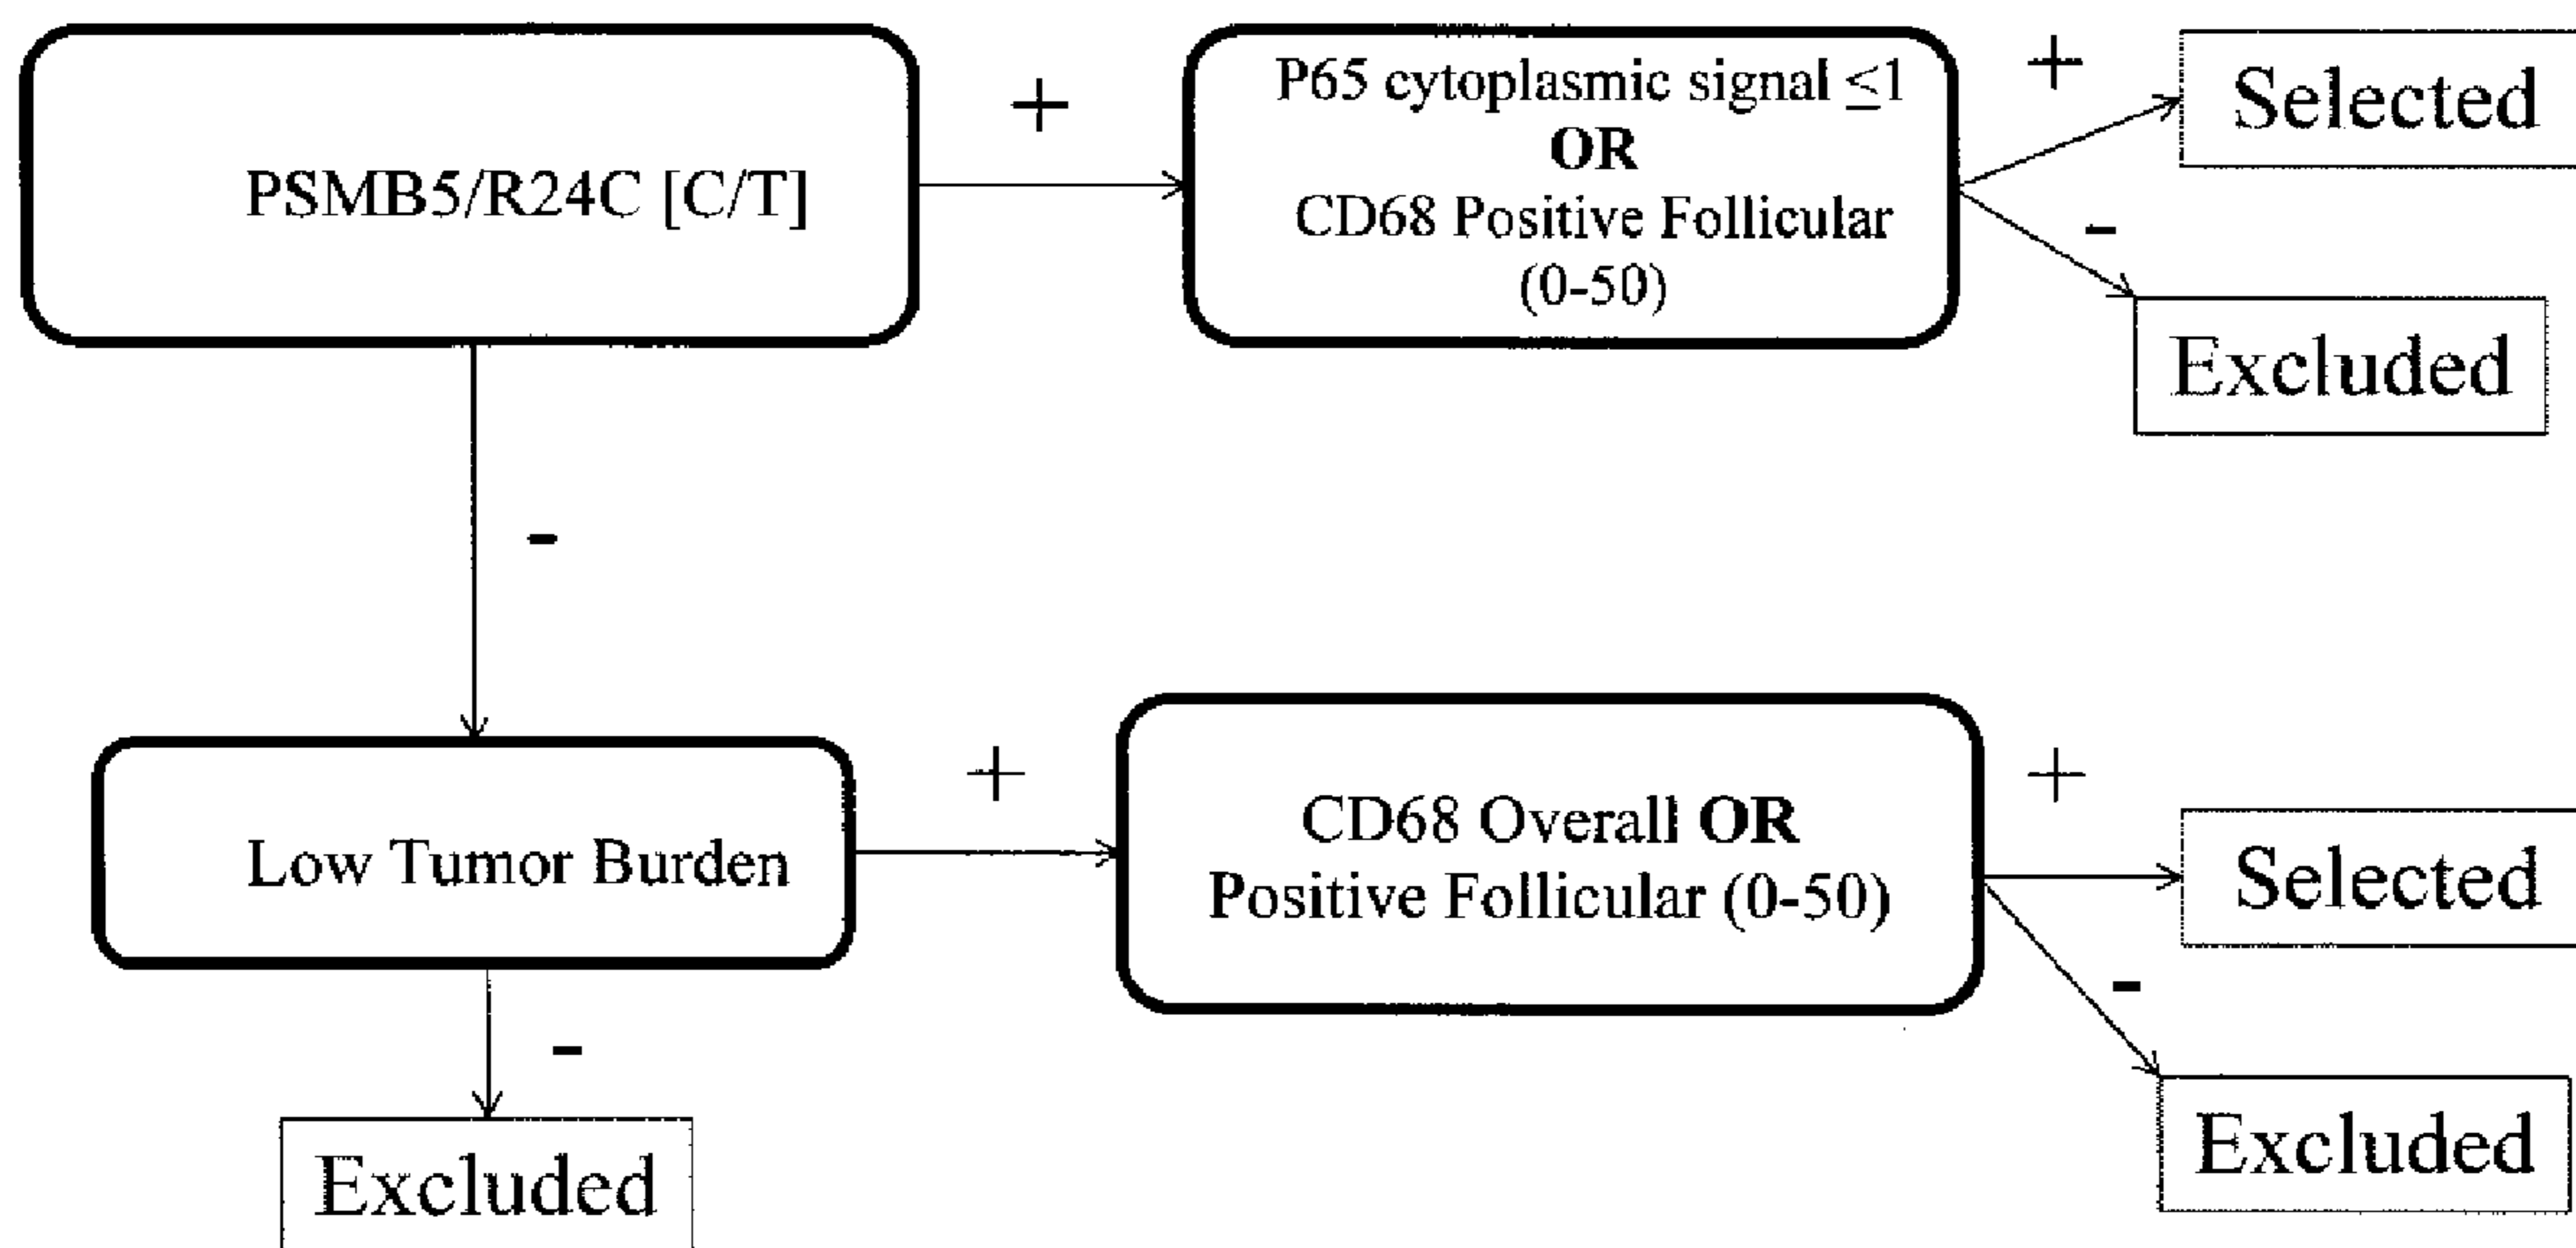 PSMB5/R24C [C/T]
+
P65 cytoplasmic signal ≤1
OR
CD68 Positive Follicular
(0-50)
+
Selected
-
Excluded
-
Low Tumor Burden
+
CD68 Overall OR
Positive Follicular (0-50)
+
Selected
-
Excluded
-
Excluded